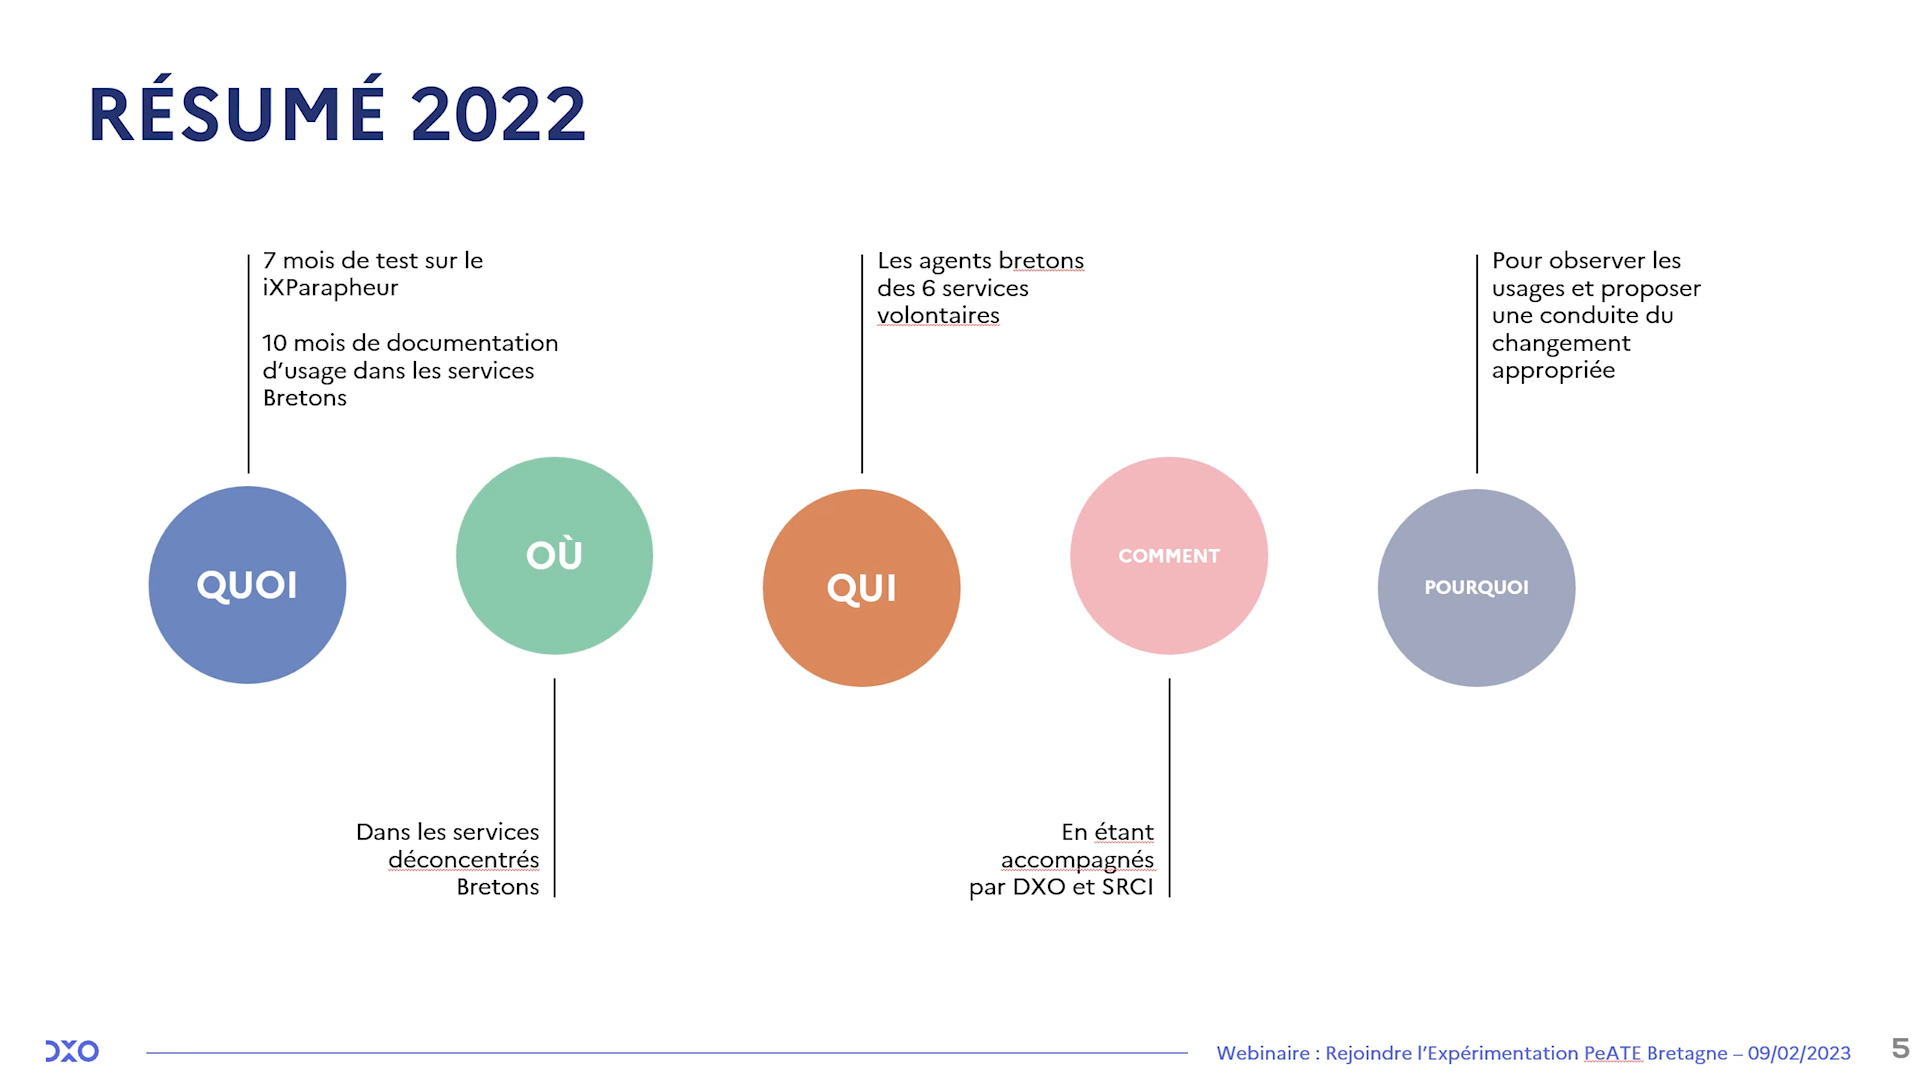 RÉSUMÉ 2022
7 mois de test sur le
iXParapheur
10 mois de documentation
d’usage dans les services
Bretons
QUOI
OÙ
Dans les services
déconcentrés
Bretons
Les agents bretons
des 6 services
volontaires
QUI
COMMENT
En étant
accompagnés
par DXO et SRCI
Pour observer les
usages et proposer
une conduite du
changement
appropriée
POURQUOI
DXO
Webinaire : Rejoindre l’Expérimentation PeATE Bretagne – 09/02/2023
5